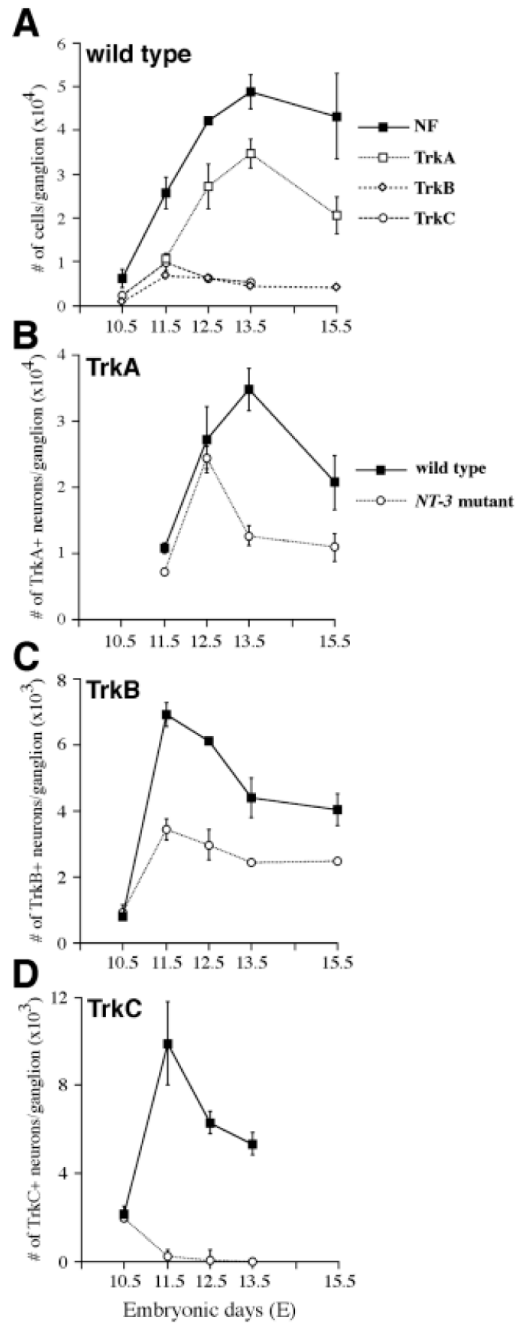 A
wild type
# of cells/ganglion (x10⁴)
6
5
4
3
2
1
0
10.5 11.5 12.5 13.5 15.5
NF
TrkA
TrkB
TrkC
B
TrkA
# of TrkA+ neurons/ganglion (x10⁴)
4
3
2
1
0
10.5 11.5 12.5 13.5 15.5
wild type
NT-3 mutant
C
TrkB
# of TrkB+ neurons/ganglion (x10⁻³)
8
6
4
2
0
10.5 11.5 12.5 13.5 15.5
D
TrkC
# of TrkC+ neurons/ganglion (x10⁻³)
12
8
4
0
10.5 11.5 12.5 13.5 15.5
Embryonic days (E)